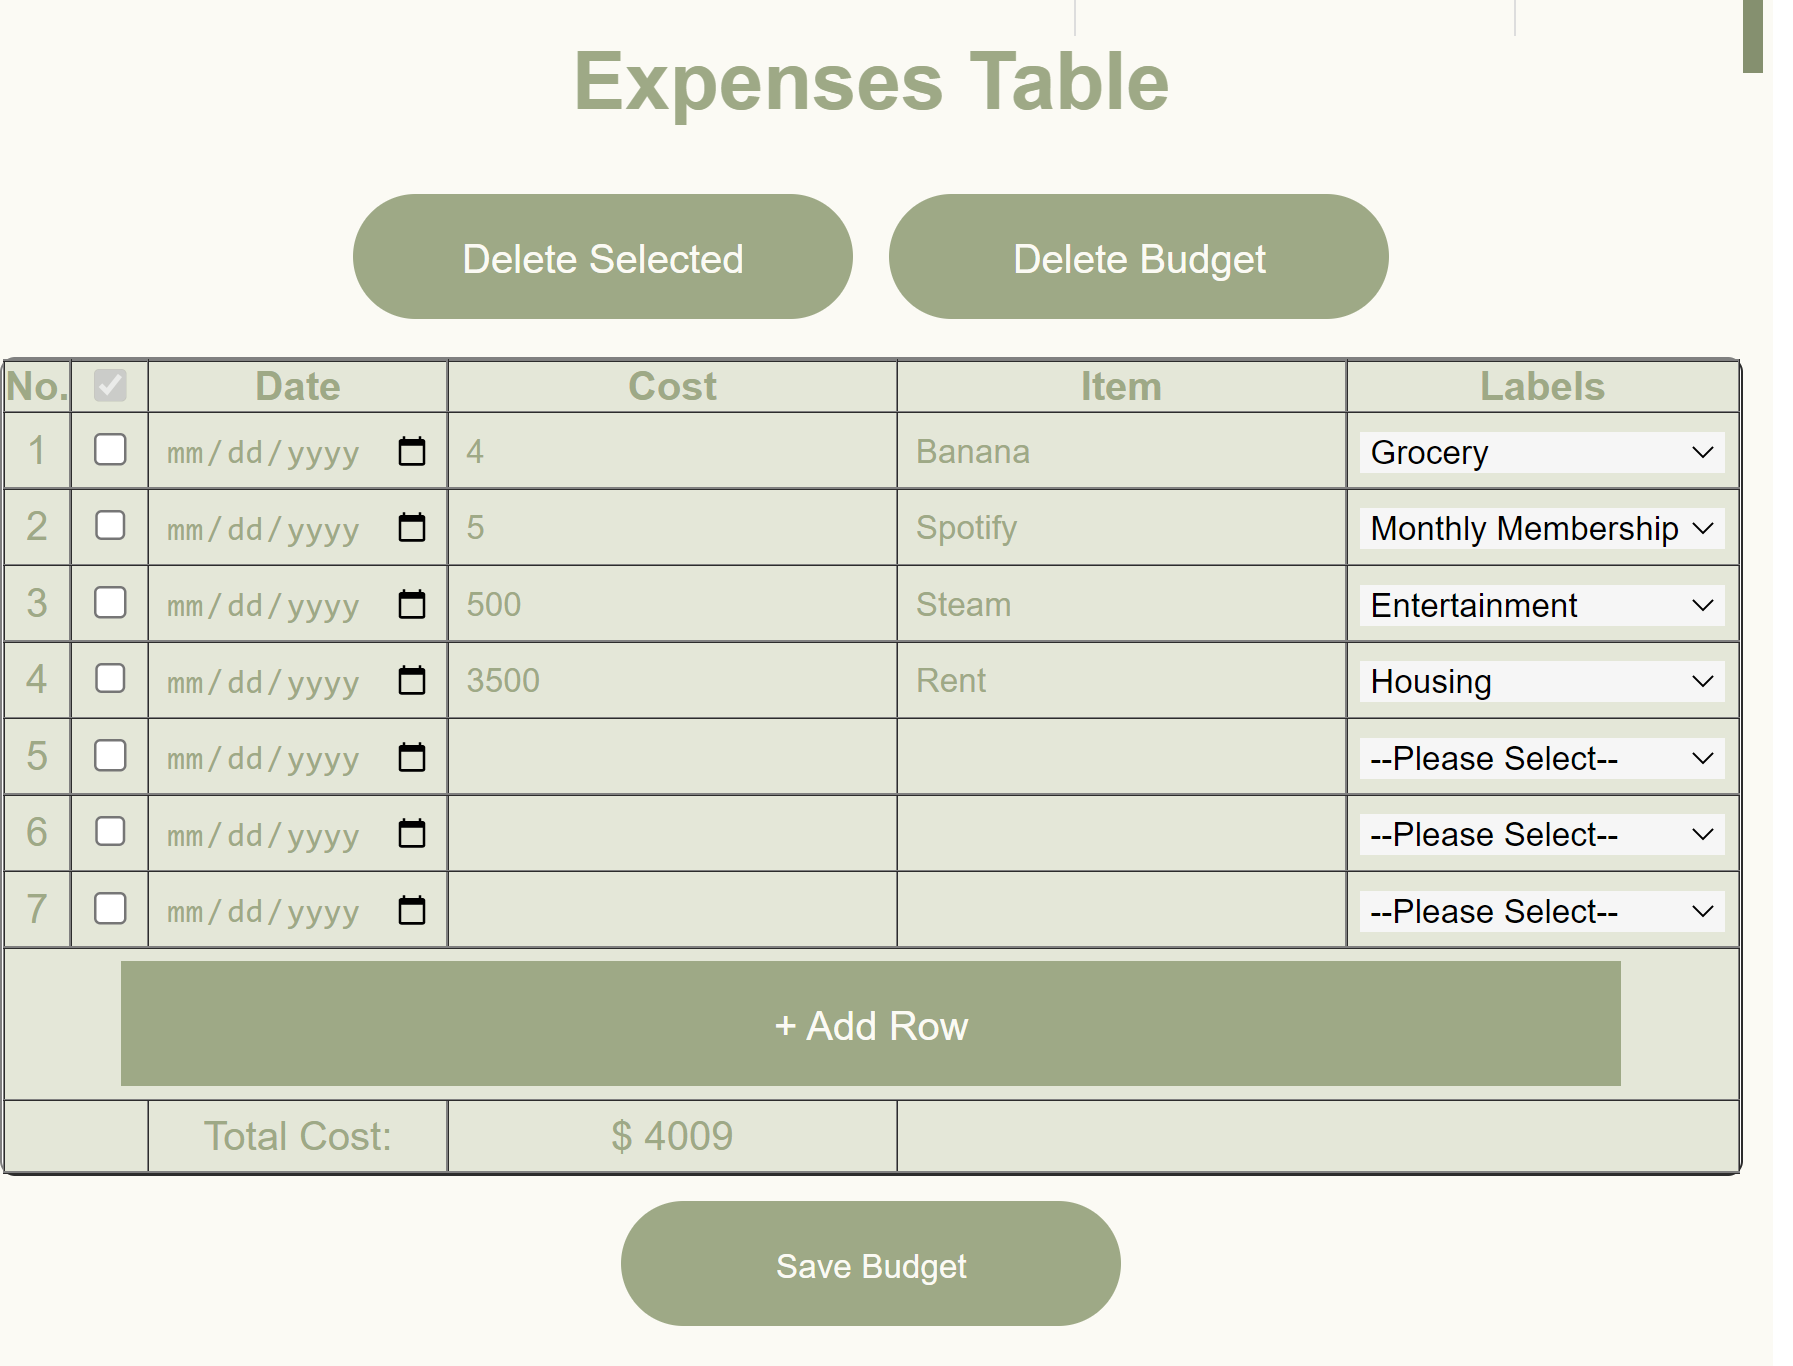 Expenses Table
Delete Selected Delete Budget
No. Date Cost Item Labels
1 mm/dd/yyyy 4 Banana Grocery
2 mm/dd/yyyy 5 Spotify Monthly Membership
3 mm/dd/yyyy 500 Steam Entertainment
4 mm/dd/yyyy 3500 Rent Housing
5 mm/dd/yyyy --Please Select--
6 mm/dd/yyyy --Please Select--
7 mm/dd/yyyy --Please Select--
+ Add Row
Total Cost: $ 4009
Save Budget